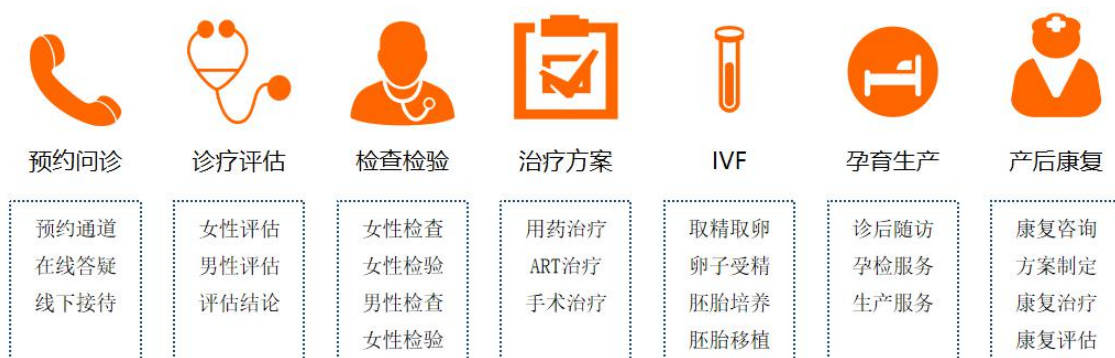 预约问诊
诊疗评估
检查检验
治疗方案
IVF
孕育生产
产后康复
预约通道
在线答疑
线下接待
女性评估
男性评估
评估结论
女性检查
女性检验
男性检查
女性检验
用药治疗
ART治疗
手术治疗
取精取卵
卵子受精
胚胎培养
胚胎移植
诊后随访
孕检服务
生产服务
康复咨询
方案制定
康复治疗
康复评估